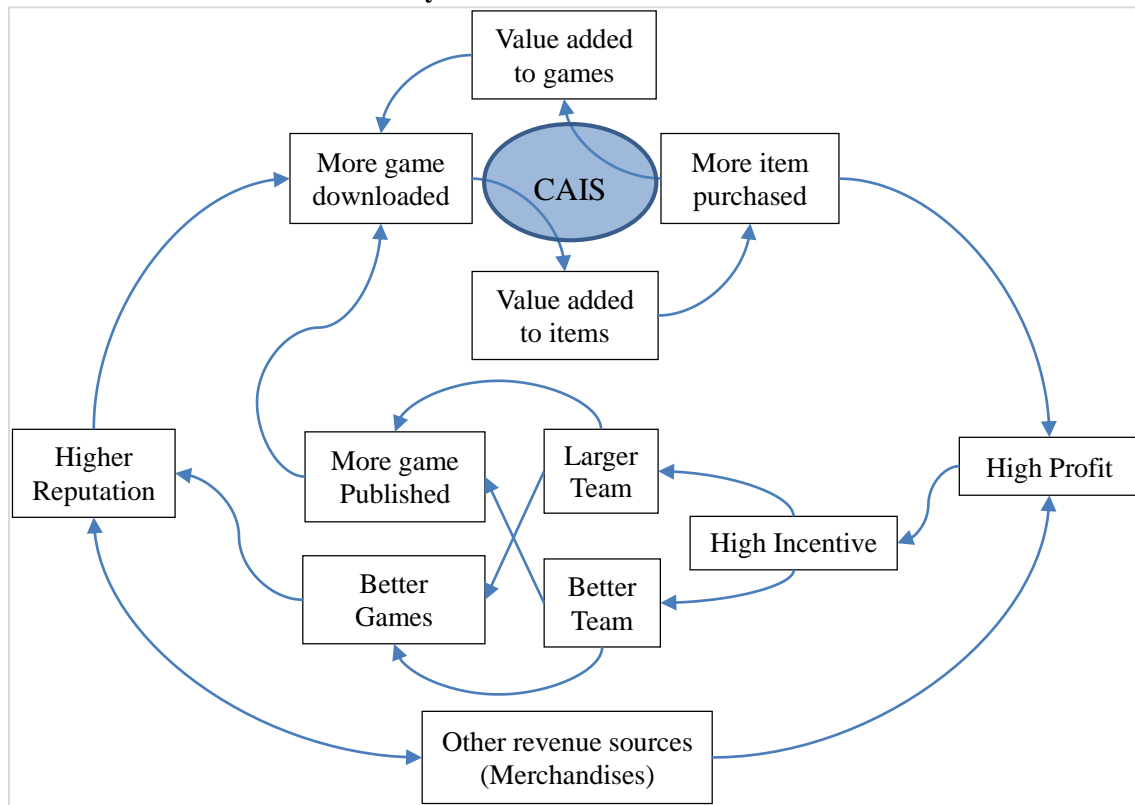 Value added
to games
More game
downloaded
CAIS
More item
purchased
Value added
to items
Higher
Reputation
More game
Published
Larger
Team
High Profit
High Incentive
Better
Games
Better
Team
Other revenue sources
(Merchandises)